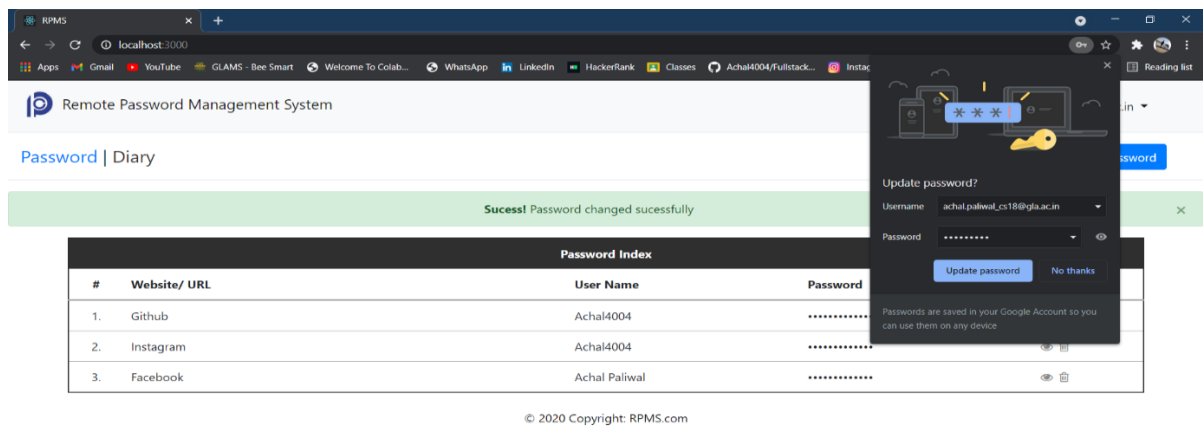 RPMS
localhost:3000
Apps Gmail YouTube GLAMS - Bee Smart Welcome To Colab... WhatsApp LinkedIn HackerRank Classes Achal4004/Fullstack... Instag Reading list
Remote Password Management System
.in
Password | Diary
ssword
Sucess! Password changed sucessfully
Update password?
Username achal.paliwal_cs18@gla.ac.in
Password •••••••••
Update password No thanks
Passwords are saved in your Google Account so you
can use them on any device
Password Index
# Website/ URL User Name Password
1. Github Achal4004 •••••••••••••
2. Instagram Achal4004 •••••••••••••
3. Facebook Achal Paliwal •••••••••••••
© 2020 Copyright: RPMS.com